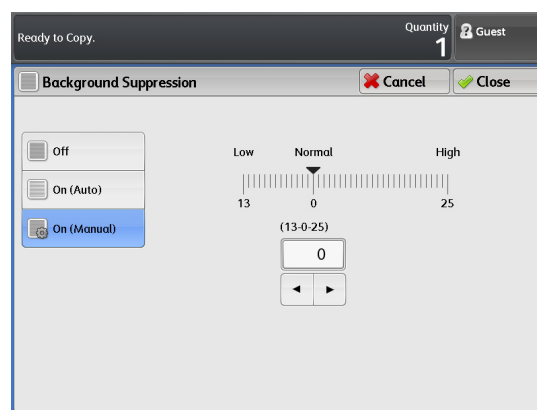 Ready to Copy.
Quantity
1
Guest
Background Suppression
Cancel
Close
Off
On (Auto)
On (Manual)
Low Normal High
13 0 25
(13-0-25)
0